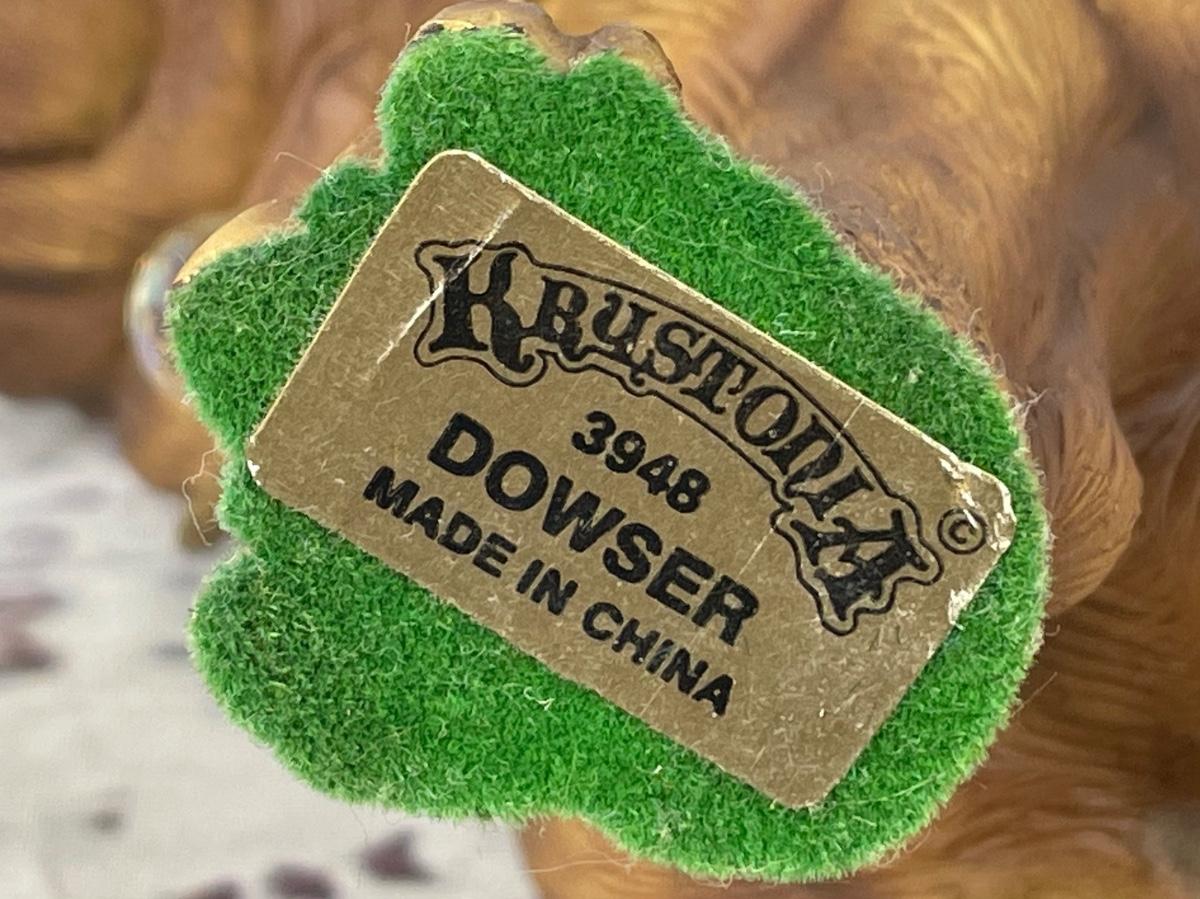 KRUSTONIA ©
3948
DOWSER
MADE IN CHINA